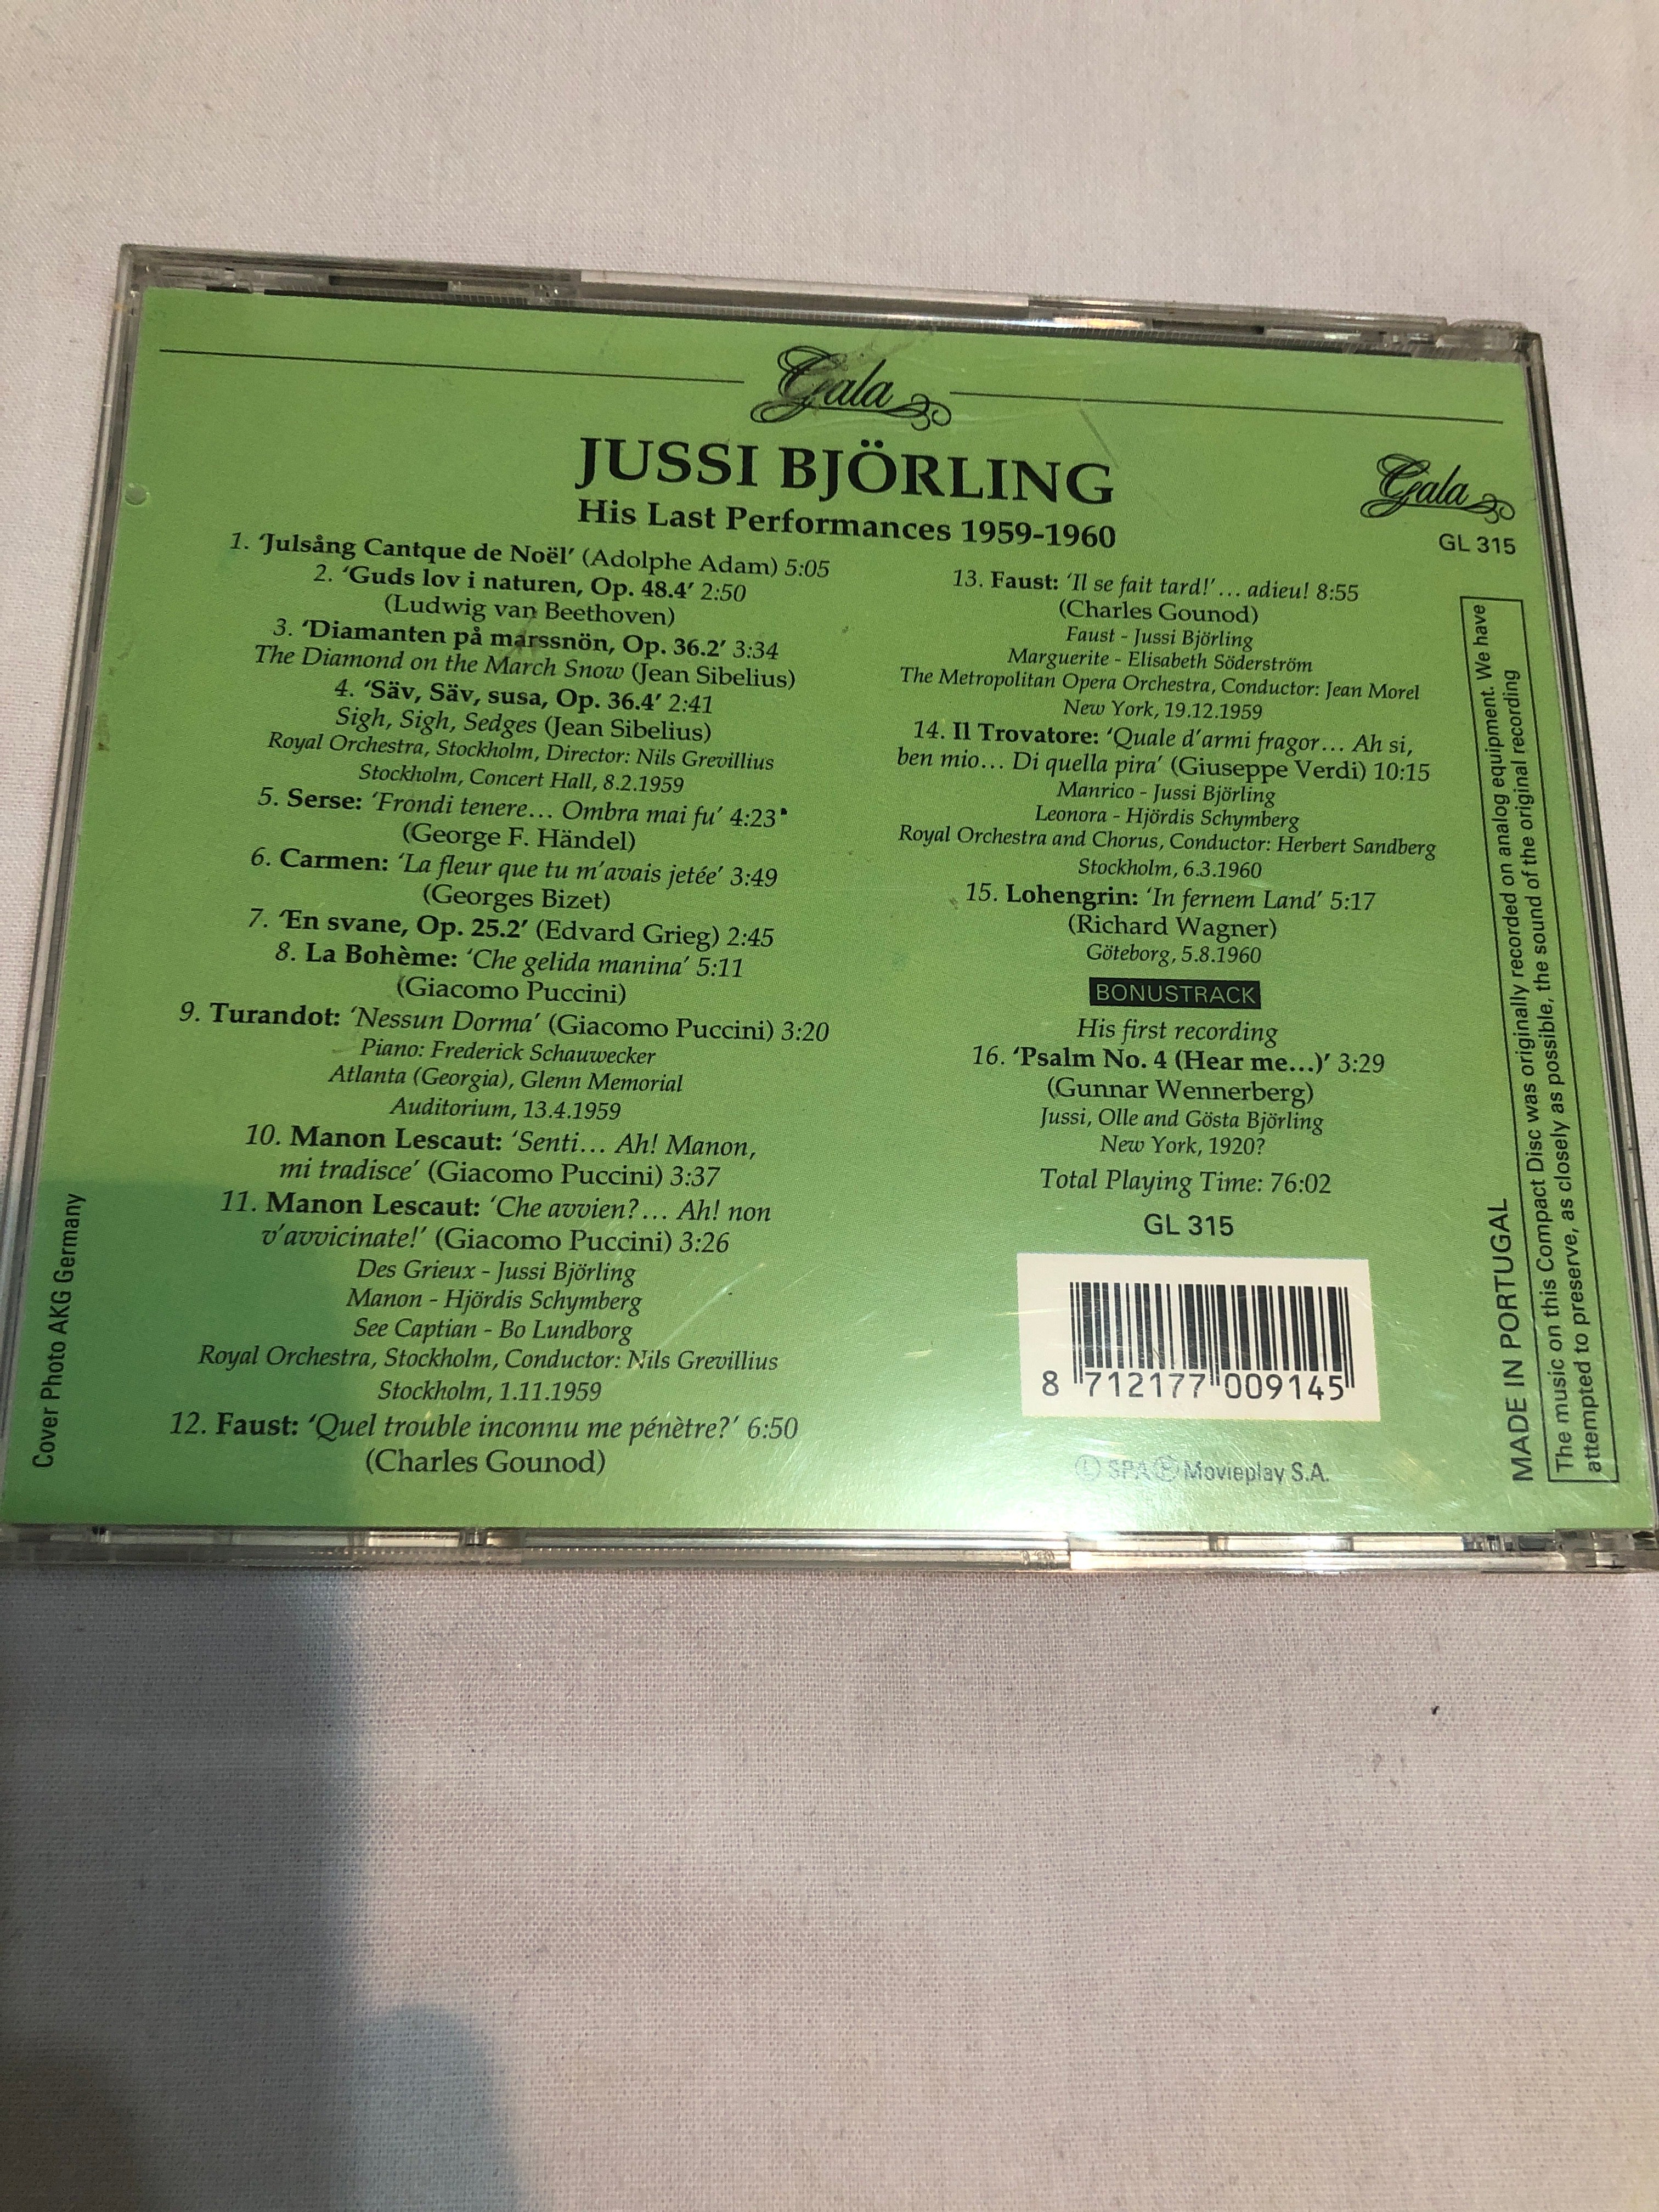 Gala
JUSSI BJÖRLING
His Last Performances 1959-1960
1. ‘Julsång Cantque de Noël’ (Adolphe Adam) 5:05
2. ‘Guds lov i naturen, Op. 48.4’ 2:50
(Ludwig van Beethoven)
3. ‘Diamanten på marssnön, Op. 36.2’ 3:34
The Diamond on the March Snow (Jean Sibelius)
4. ‘Säv, Säv, susa, Op. 36.4’ 2:41
Sigh, Sigh, Sedges (Jean Sibelius)
Royal Orchestra, Stockholm, Director: Nils Grevillius
Stockholm, Concert Hall, 8.2.1959
5. Serse: ‘Frondi tenere... Ombra mai fu’ 4:23
(George F. Händel)
6. Carmen: ‘La fleur que tu m’avais jetée’ 3:49
(Georges Bizet)
7. ‘En svane, Op. 25.2’ (Edvard Grieg) 2:45
8. La Bohème: ‘Che gelida manina’ 5:11
(Giacomo Puccini)
9. Turandot: ‘Nessun Dorma’ (Giacomo Puccini) 3:20
Piano: Frederick Schauwecker
Atlanta (Georgia), Glenn Memorial
Auditorium, 13.4.1959
10. Manon Lescaut: ‘Senti... Ah! Manon,
mi tradisce’ (Giacomo Puccini) 3:37
11. Manon Lescaut: ‘Che avvien?... Ah! non
v’avvicinate!’ (Giacomo Puccini) 3:26
Des Grieux - Jussi Björling
Manon - Hjördis Schymberg
See Captian - Bo Lundborg
Royal Orchestra, Stockholm, Conductor: Nils Grevillius
Stockholm, 1.11.1959
12. Faust: ‘Quel trouble inconnu me pénètre?’ 6:50
(Charles Gounod)
13. Faust: ‘Il se fait tard!’ ... adieu! 8:55
(Charles Gounod)
Faust - Jussi Björling
Marguerite - Elisabeth Söderström
The Metropolitan Opera Orchestra, Conductor: Jean Morel
New York, 19.12.1959
14. Il Trovatore: ‘Quale d’armi fragor... Ah si,
ben mio... Di quella pira’ (Giuseppe Verdi) 10:15
Manrico - Jussi Björling
Leonora - Hjördis Schymberg
Royal Orchestra and Chorus, Conductor: Herbert Sandberg
Stockholm, 6.3.1960
15. Lohengrin: ‘In fernem Land’ 5:17
(Richard Wagner)
Göteborg, 5.8.1960
BONUSTRACK
His first recording
16. ‘Psalm No. 4 (Hear me...)’ 3:29
(Gunnar Wennerberg)
Jussi, Olle and Gösta Björling
New York, 1920?
Total Playing Time: 76:02
GL 315
8 712177 009145
Ⓛ SPA Ⓟ Movieplay S.A.
Gala
GL 315
MADE IN PORTUGAL
The music on this Compact Disc was originally recorded on analog equipment. We have
attempted to preserve, as closely as possible, the sound of the original recording
Cover Photo AKG Germany